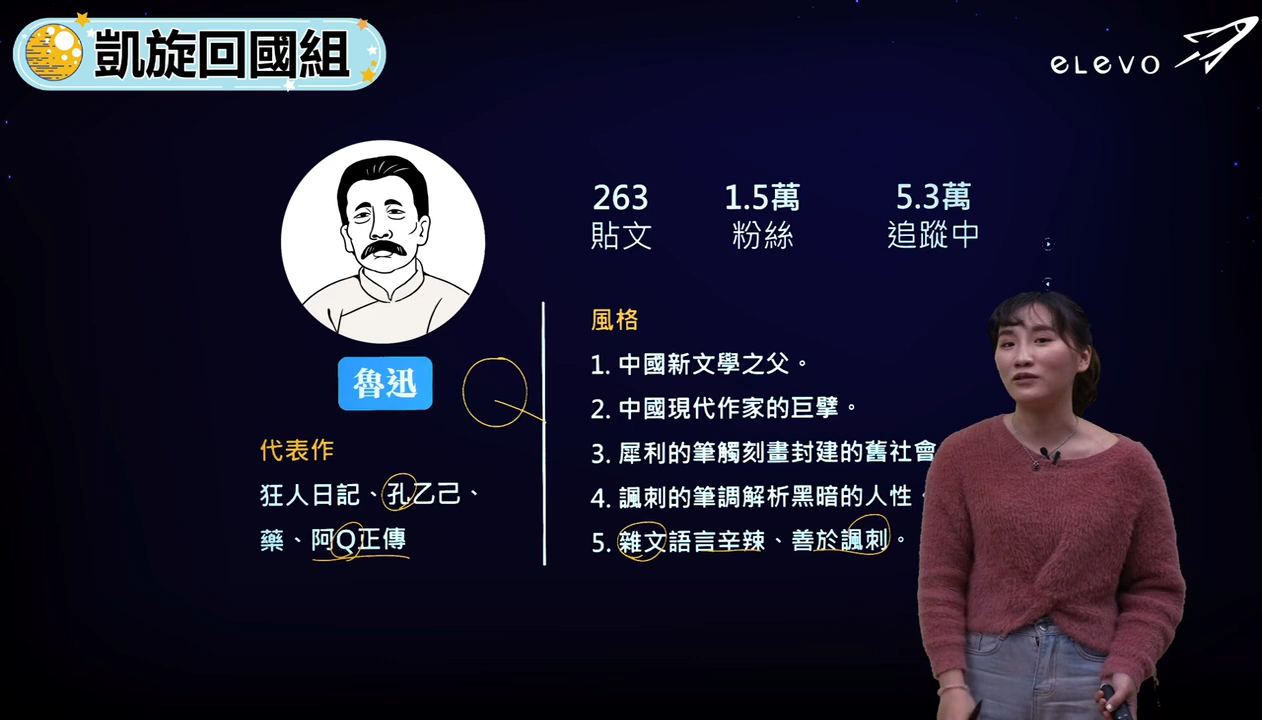 凱旋回國組
eLevo
263
貼文
1.5萬
粉絲
5.3萬
追蹤中
魯迅
代表作
狂人日記、孔乙己、
藥、阿Q正傳
風格
1. 中國新文學之父。
2. 中國現代作家的巨擘。
3. 犀利的筆觸刻畫封建的舊社會
4. 諷刺的筆調解析黑暗的人性。
5. 雜文語言辛辣、善於諷刺。